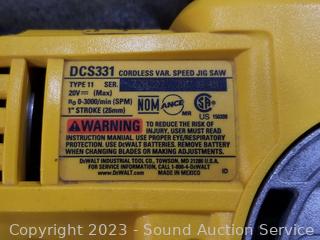 DCS331 CORDLESS VAR. SPEED JIG SAW
TYPE 11 SER.
20V⎓ (Max)
n₀ 0-3000/min (SPM)
1" STROKE (26mm)
NOM
ANCE
MR
US
WARNING TO REDUCE THE RISK OF
INJURY, USER MUST READ
INSTRUCTION MANUAL. USE PROPER EYE AND RESPIRATORY
PROTECTION. USE DeWALT BATTERIES. REMOVE BATTERY
WHEN CHANGING BLADES OR MAKING ADJUSTMENTS.
DeWALT INDUSTRIAL TOOL CO., TOWSON, MD 21286 U.S.A.
FOR SERVICE INFORMATION, CALL 1-800-4-DeWALT
www.DeWALT.com MADE IN MEXICO
© 2023 - Sound Auction Service